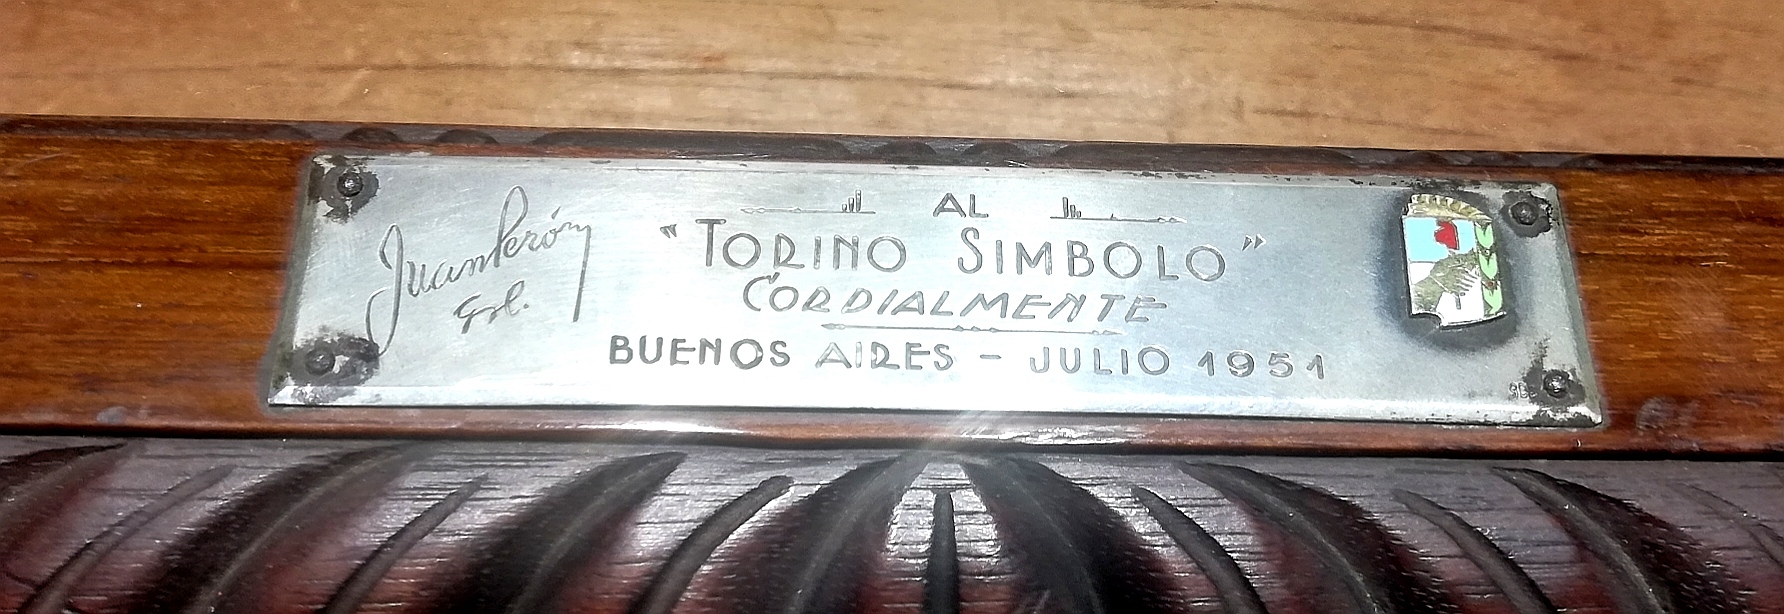 Juan Perón
Gral.
AL
"TORINO SIMBOLO"
CORDIALMENTE
BUENOS AIRES - JULIO 1951